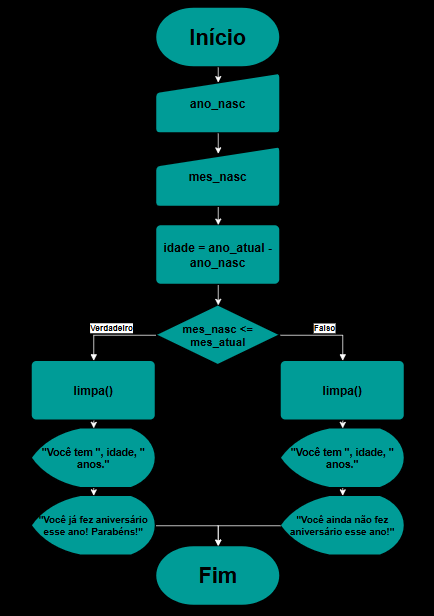 Início
ano_nasc
mes_nasc
idade = ano_atual -
ano_nasc
mes_nasc <=
mes_atual
Verdadeiro
Falso
limpa()
limpa()
"Você tem ", idade, "
anos."
"Você tem ", idade, "
anos."
"Você já fez aniversário
esse ano! Parabéns!"
"Você ainda não fez
aniversário esse ano!"
Fim